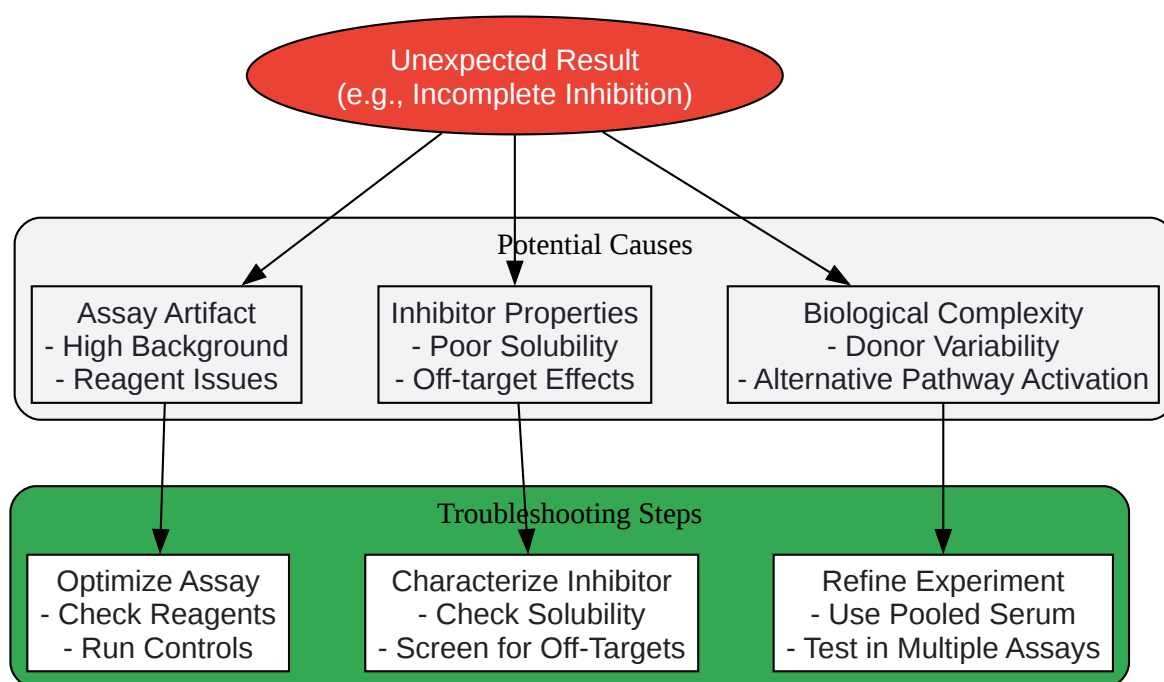 Unexpected Result
(e.g., Incomplete Inhibition)
Potential Causes
Assay Artifact
- High Background
- Reagent Issues
Inhibitor Properties
- Poor Solubility
- Off-target Effects
Biological Complexity
- Donor Variability
- Alternative Pathway Activation
Troubleshooting Steps
Optimize Assay
- Check Reagents
- Run Controls
Characterize Inhibitor
- Check Solubility
- Screen for Off-Targets
Refine Experiment
- Use Pooled Serum
- Test in Multiple Assays